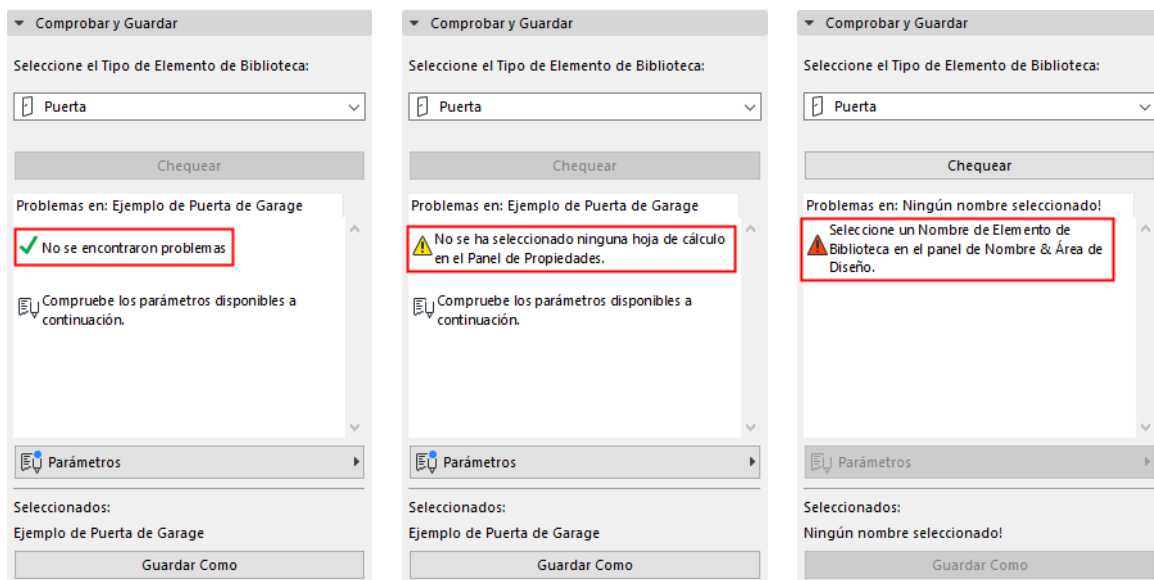 Comprobar y Guardar
Seleccione el Tipo de Elemento de Biblioteca:
Puerta
Chequear
Problemas en: Ejemplo de Puerta de Garage
No se encontraron problemas
Compruebe los parámetros disponibles a
continuación.
Parámetros
Seleccionados:
Ejemplo de Puerta de Garage
Guardar Como
Comprobar y Guardar
Seleccione el Tipo de Elemento de Biblioteca:
Puerta
Chequear
Problemas en: Ejemplo de Puerta de Garage
No se ha seleccionado ninguna hoja de cálculo
en el Panel de Propiedades.
Compruebe los parámetros disponibles a
continuación.
Parámetros
Seleccionados:
Ejemplo de Puerta de Garage
Guardar Como
Comprobar y Guardar
Seleccione el Tipo de Elemento de Biblioteca:
Puerta
Chequear
Problemas en: Ningún nombre seleccionado!
Seleccione un Nombre de Elemento de
Biblioteca en el panel de Nombre & Área de
Diseño.
Parámetros
Seleccionados:
Ningún nombre seleccionado!
Guardar Como